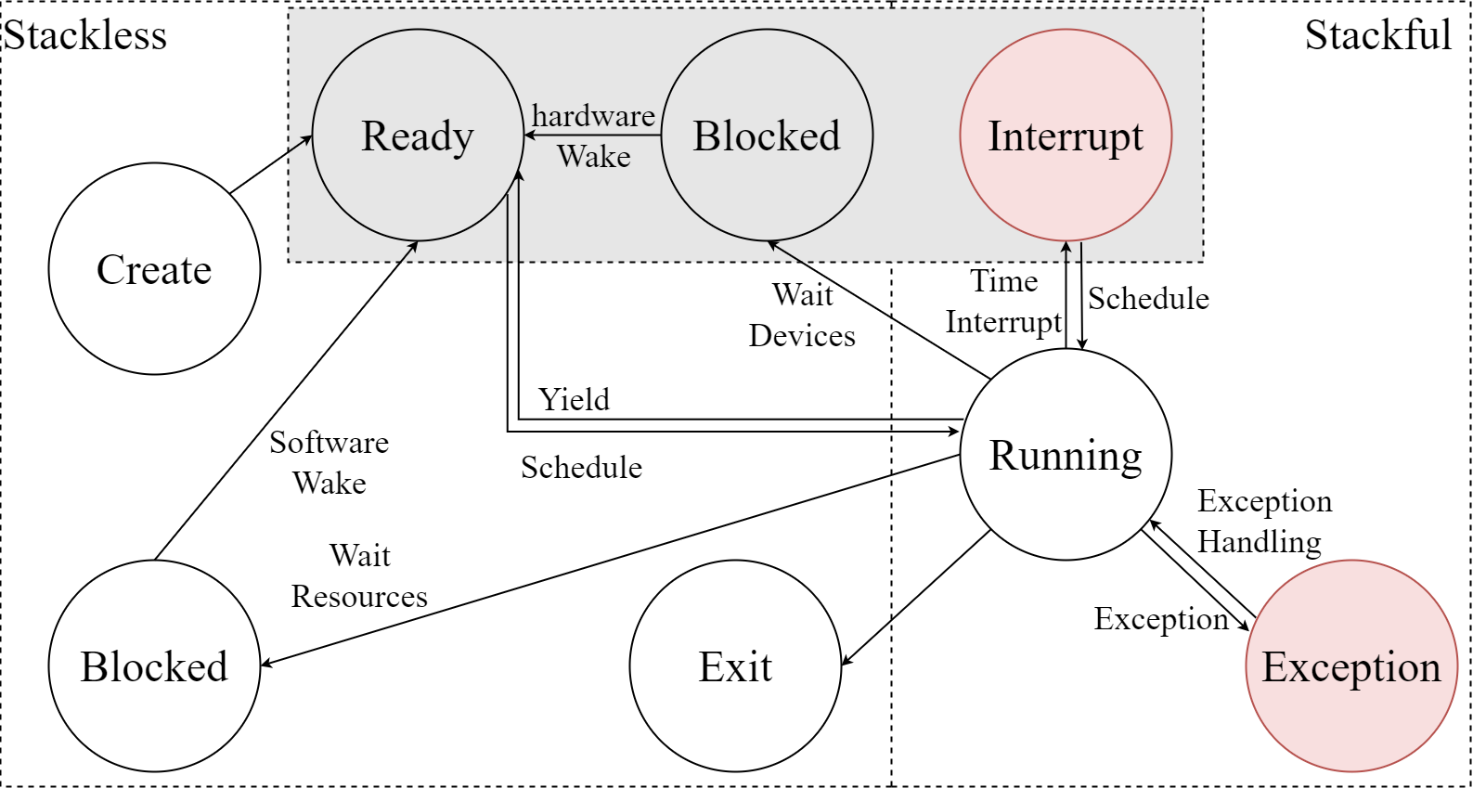 Stackless
Stackful
Ready
hardware
Wake
Blocked
Interrupt
Create
Time
Interrupt
Schedule
Wait
Devices
Yield
Schedule
Running
Software
Wake
Wait
Resources
Exception
Handling
Exception
Blocked
Exit
Exception